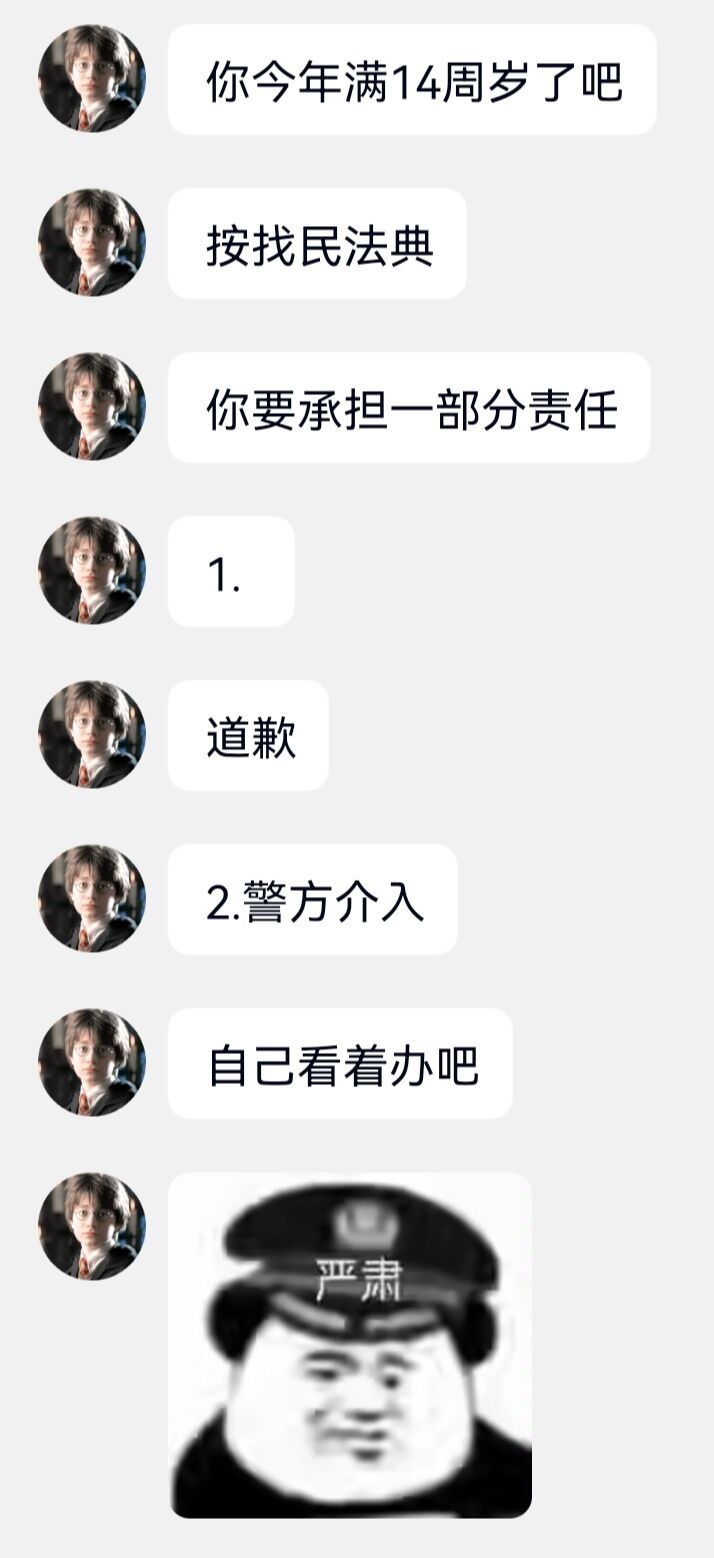 你今年满14周岁了吧
按找民法典
你要承担一部分责任
1.
道歉
2.警方介入
自己看着办吧
严肃